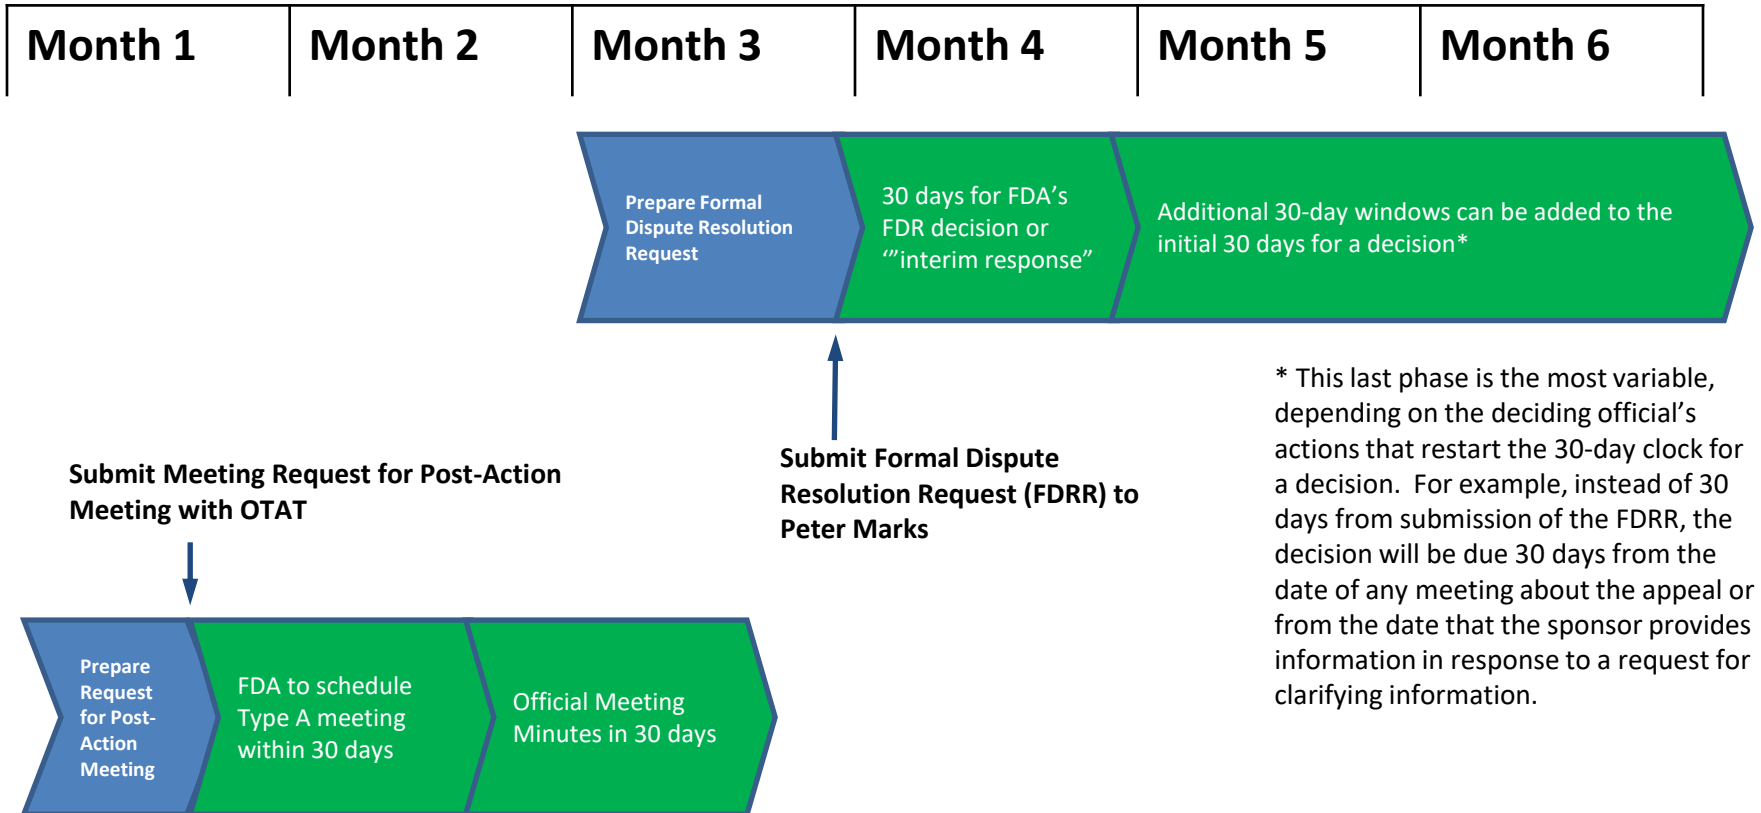 Month 1
Month 2
Month 3
Month 4
Month 5
Month 6
Prepare Formal
Dispute Resolution
Request
30 days for FDA’s
FDR decision or
‘”interim response”
Additional 30-day windows can be added to the
initial 30 days for a decision*
* This last phase is the most variable,
depending on the deciding official’s
actions that restart the 30-day clock for
a decision.  For example, instead of 30
days from submission of the FDRR, the
decision will be due 30 days from the
date of any meeting about the appeal or
from the date that the sponsor provides
information in response to a request for
clarifying information.
Submit Formal Dispute
Resolution Request (FDRR) to
Peter Marks
Submit Meeting Request for Post-Action
Meeting with OTAT
Prepare
Request
for Post-
Action
Meeting
FDA to schedule
Type A meeting
within 30 days
Official Meeting
Minutes in 30 days